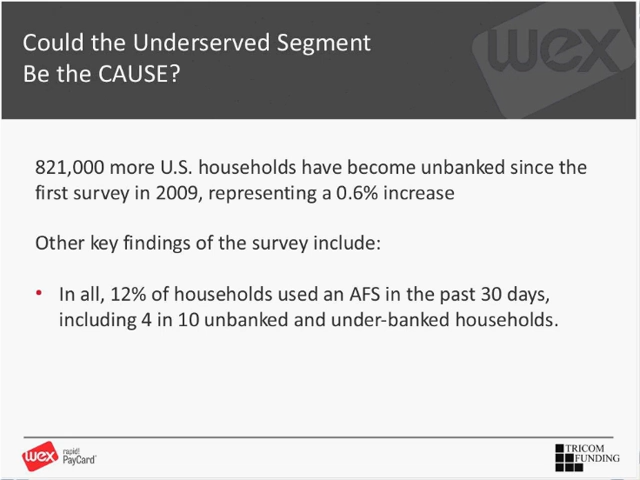 Could the Underserved Segment
Be the CAUSE?
wex
821,000 more U.S. households have become unbanked since the
first survey in 2009, representing a 0.6% increase
Other key findings of the survey include:
• In all, 12% of households used an AFS in the past 30 days,
including 4 in 10 unbanked and under-banked households.
wex
rapid!
PayCard
TRICOM
FUNDING